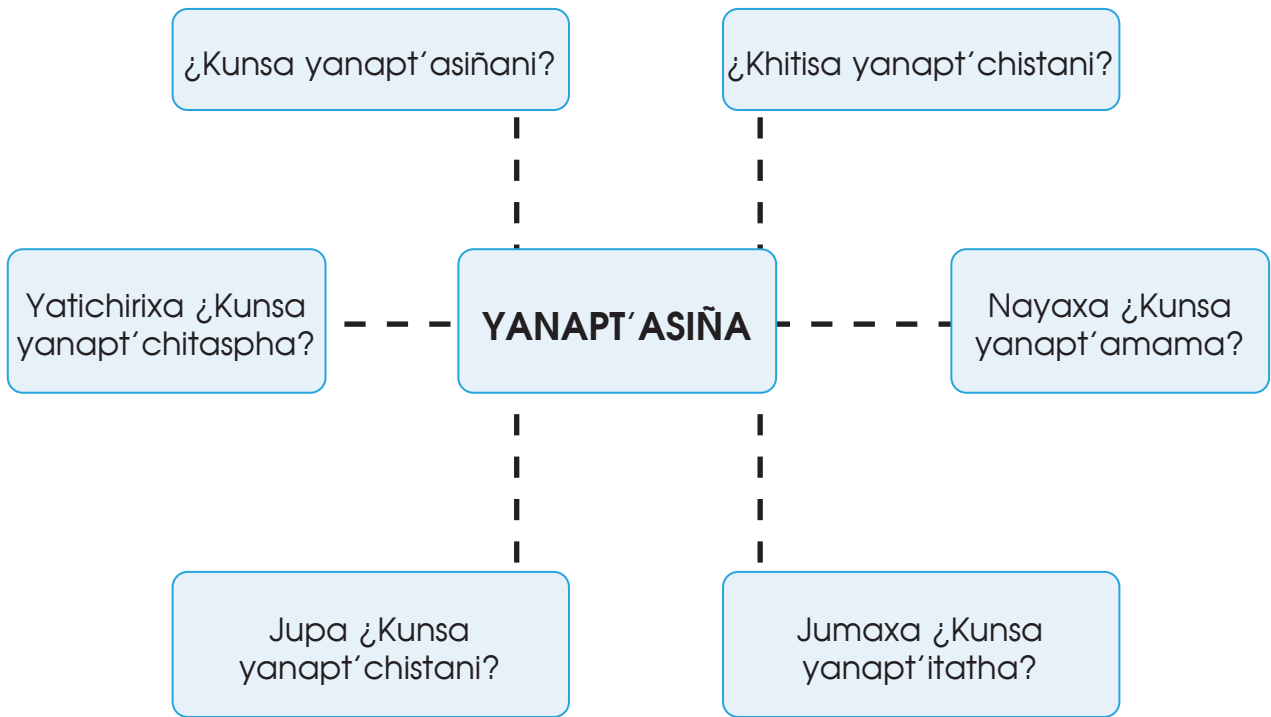 ¿Kunsa yanapt´asiñani?
¿Khitisa yanapt´chistani?
Yatichirixa ¿Kunsa
yanapt´chitaspha?
YANAPT´ASIÑA
Nayaxa ¿Kunsa
yanapt´amama?
Jupa ¿Kunsa
yanapt´chistani?
Jumaxa ¿Kunsa
yanapt´itatha?